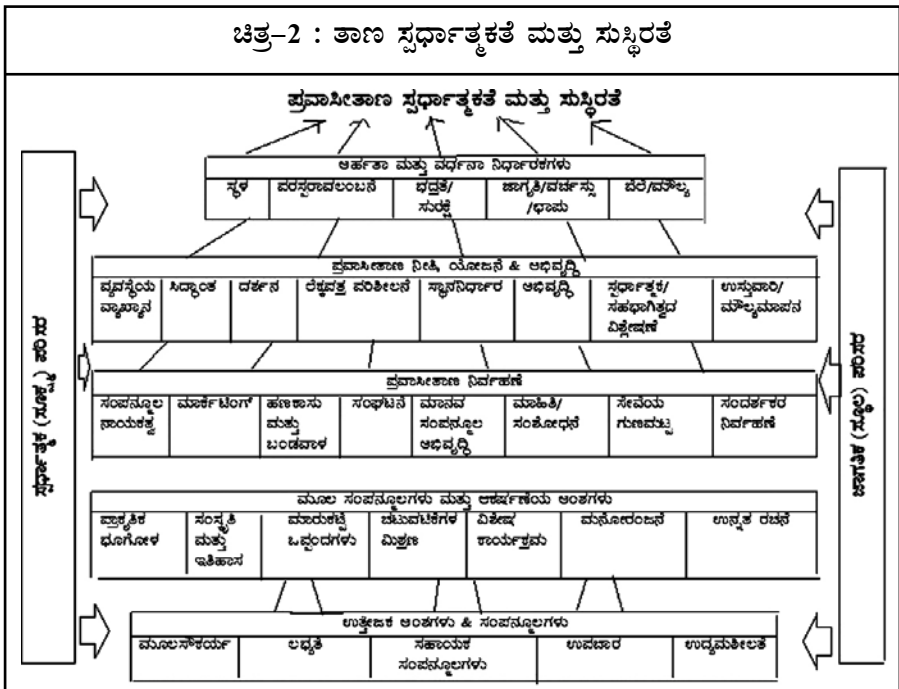 ಚಿತ್ರ–2 : ತಾಣ ಸ್ಪರ್ಧಾತ್ಮಕತೆ ಮತ್ತು ಸುಸ್ಥಿರತೆ
ಪ್ರವಾಸೀತಾಣ ಸ್ಪರ್ಧಾತ್ಮಕತೆ ಮತ್ತು ಸುಸ್ಥಿರತೆ
ಸ್ಪರ್ಧಾತ್ಮಕ (ಸೂಕ್ಷ್ಮ) ಪರಿಸರ
ಅರ್ಹತಾ ಮತ್ತು ವರ್ಧನಾ ನಿರ್ಧಾರಕಗಳು
ಸ್ಥಳ ಪರಸ್ಪರಾವಲಂಬನೆ ಭದ್ರತೆ/ ಜಾಗೃತಿ/ವರ್ಚಸ್ಸು ಬೆಲೆ/ಮೌಲ್ಯ
ಸುರಕ್ಷೆ /ಛಾಪು
ಪ್ರವಾಸೀತಾಣ ನೀತಿ, ಯೋಜನೆ & ಅಭಿವೃದ್ಧಿ
ವ್ಯವಸ್ಥೆಯ ಸಿದ್ಧಾಂತ ದರ್ಶನ ಲೆಕ್ಕಪತ್ರ ಪರಿಶೀಲನೆ ಸ್ಥಾನನಿರ್ಧಾರ ಅಭಿವೃದ್ಧಿ ಸ್ಪರ್ಧಾತ್ಮಕ/ ಉಸ್ತುವಾರಿ/
ವ್ಯಾಖ್ಯಾನ ಸಹಭಾಗಿತ್ವದ ಮೌಲ್ಯಮಾಪನ
ವಿಶ್ಲೇಷಣೆ
ಪ್ರವಾಸೀತಾಣ ನಿರ್ವಹಣೆ
ಸಂಪನ್ಮೂಲ ಮಾರ್ಕೆಟಿಂಗ್ ಹಣಕಾಸು ಸಂಘಟನೆ ಮಾನವ ಮಾಹಿತಿ/ ಸೇವೆಯ ಸಂದರ್ಶಕರ
ನಾಯಕತ್ವ ಮತ್ತು ಸಂಪನ್ಮೂಲ ಸಂಶೋಧನೆ ಗುಣಮಟ್ಟ ನಿರ್ವಹಣೆ
ಬಂಡವಾಳ ಅಭಿವೃದ್ಧಿ
ಮೂಲ ಸಂಪನ್ಮೂಲಗಳು ಮತ್ತು ಆಕರ್ಷಣೆಯ ಅಂಶಗಳು
ಪ್ರಾಕೃತಿಕ ಸಂಸ್ಕೃತಿ ಮಾರುಕಟ್ಟೆ ಚಟುವಟಿಕೆಗಳ ವಿಶೇಷ ಮನೋರಂಜನೆ ಉನ್ನತ ರಚನೆ
ಭೂಗೋಳ ಮತ್ತು ಒಪ್ಪಂದಗಳು ಮಿಶ್ರಣ ಕಾರ್ಯಕ್ರಮ
ಇತಿಹಾಸ
ಉತ್ತೇಜಕ ಅಂಶಗಳು & ಸಂಪನ್ಮೂಲಗಳು
ಮೂಲಸೌಕರ್ಯ ಲಭ್ಯತೆ ಸಹಾಯಕ ಉಪಚಾರ ಉದ್ಯಮಶೀಲತೆ
ಸಂಪನ್ಮೂಲಗಳು
ಜಾಗತಿಕ (ಸ್ಥೂಲ) ಪರಿಸರ